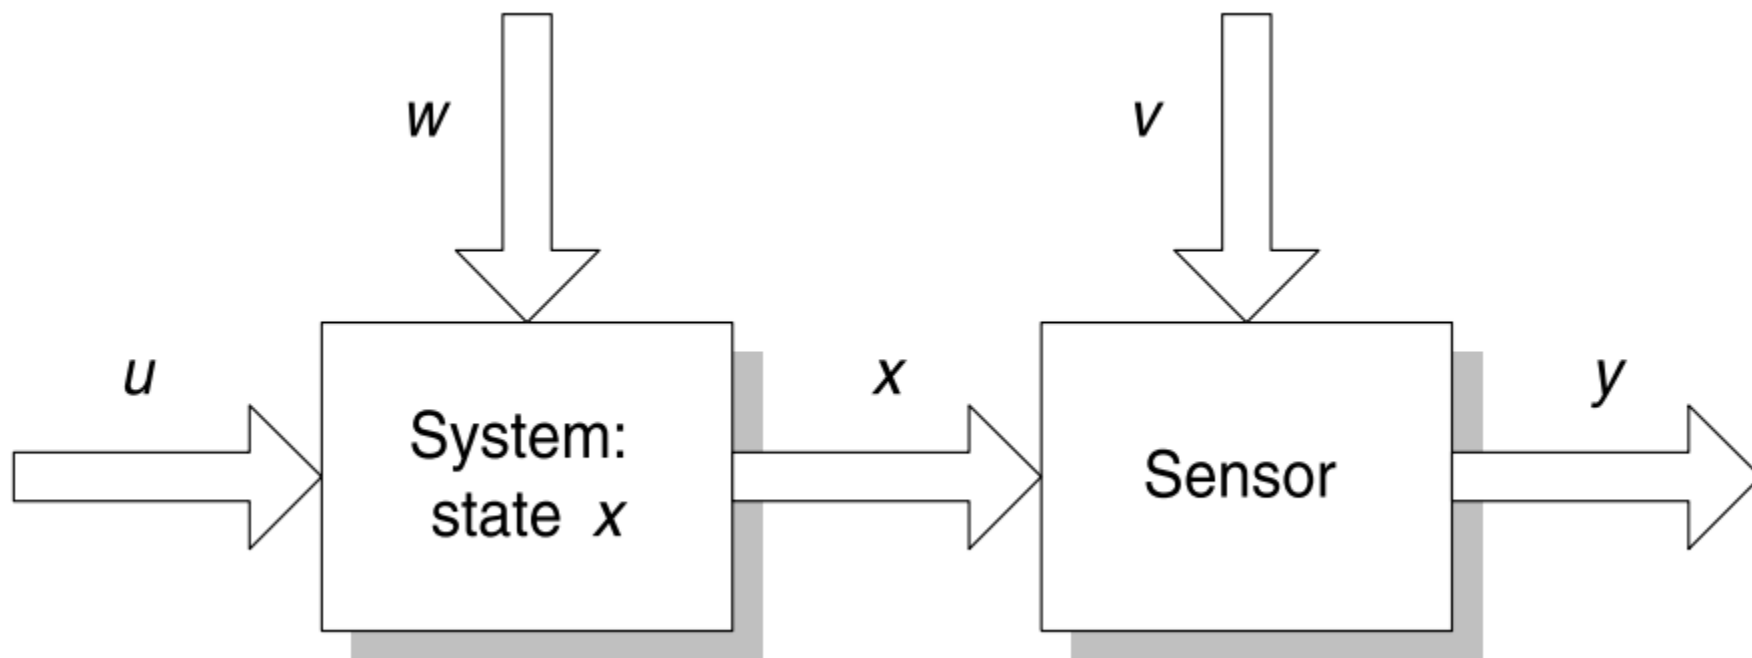 w
v
u
x
y
System:
state x
Sensor